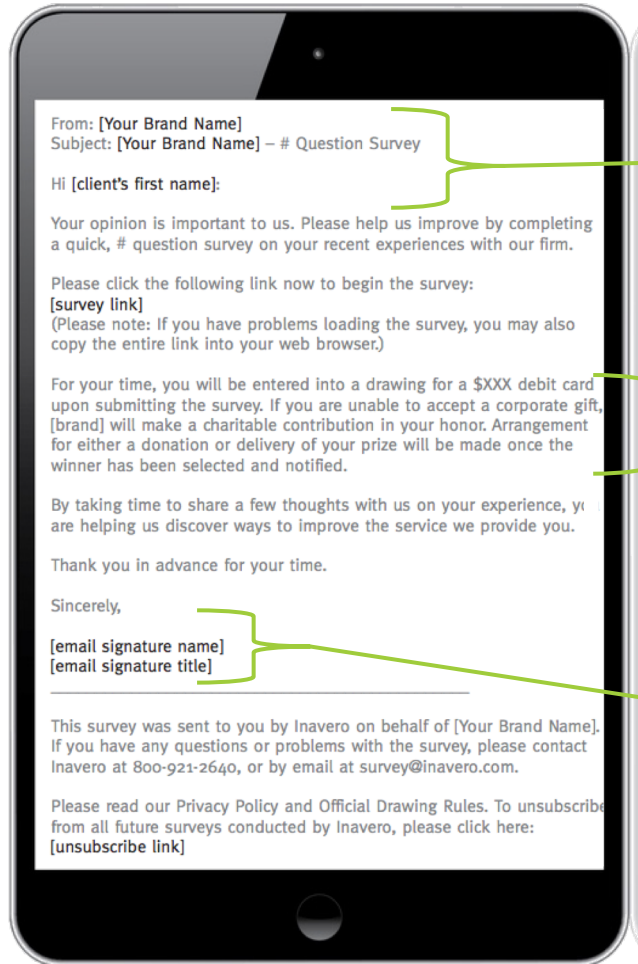 From: [Your Brand Name]
Subject: [Your Brand Name] – # Question Survey
Hi [client's first name]:
Your opinion is important to us. Please help us improve by completing
a quick, # question survey on your recent experiences with our firm.
Please click the following link now to begin the survey:
[survey link]
(Please note: If you have problems loading the survey, you may also
copy the entire link into your web browser.)
For your time, you will be entered into a drawing for a $XXX debit card
upon submitting the survey. If you are unable to accept a corporate gift,
[brand] will make a charitable contribution in your honor. Arrangement
for either a donation or delivery of your prize will be made once the
winner has been selected and notified.
By taking time to share a few thoughts with us on your experience,
are helping us discover ways to improve the service we provide you.
Thank you in advance for your time.
Sincerely,
[email signature name]
[email signature title]
This survey was sent to you by Inavero on behalf of [Your Brand Name].
If you have any questions or problems with the survey, please contact
Inavero at 800-921-2640, or by email at survey@inavero.com.
Please read our Privacy Policy and Official Drawing Rules. To unsubscribe
from all future surveys conducted by Inavero, please click here:
[unsubscribe link]